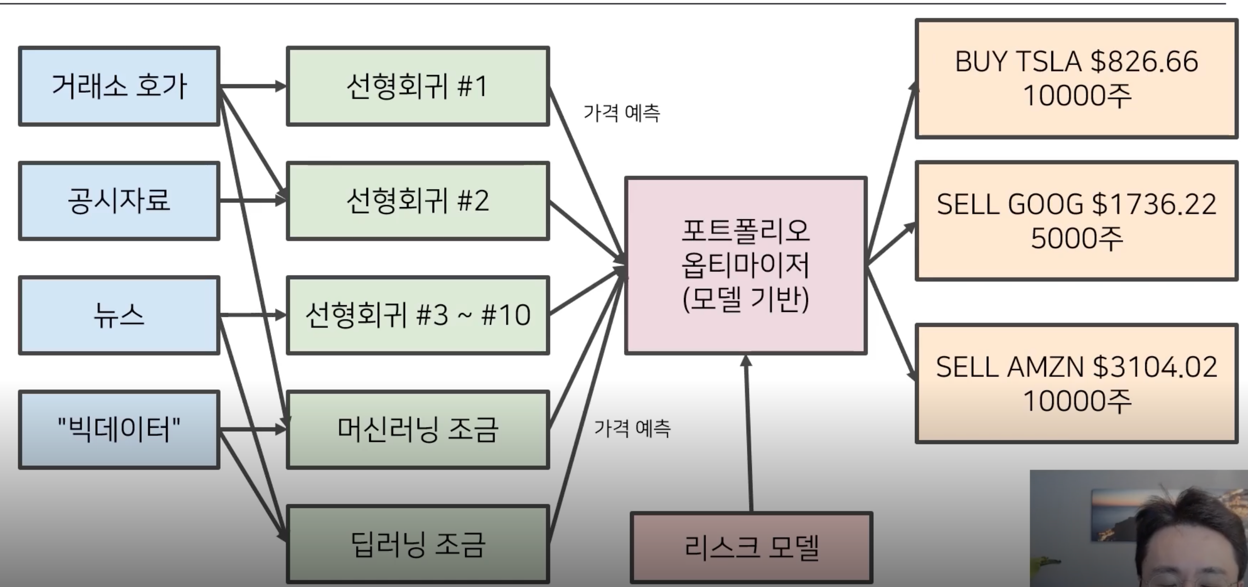 거래소 호가
공시자료
뉴스
"빅데이터"
선형회귀 #1
선형회귀 #2
선형회귀 #3 ~ #10
머신러닝 조금
딥러닝 조금
가격 예측
가격 예측
포트폴리오
옵티마이저
(모델 기반)
리스크 모델
BUY TSLA $826.66
10000주
SELL GOOG $1736.22
5000주
SELL AMZN $3104.02
10000주